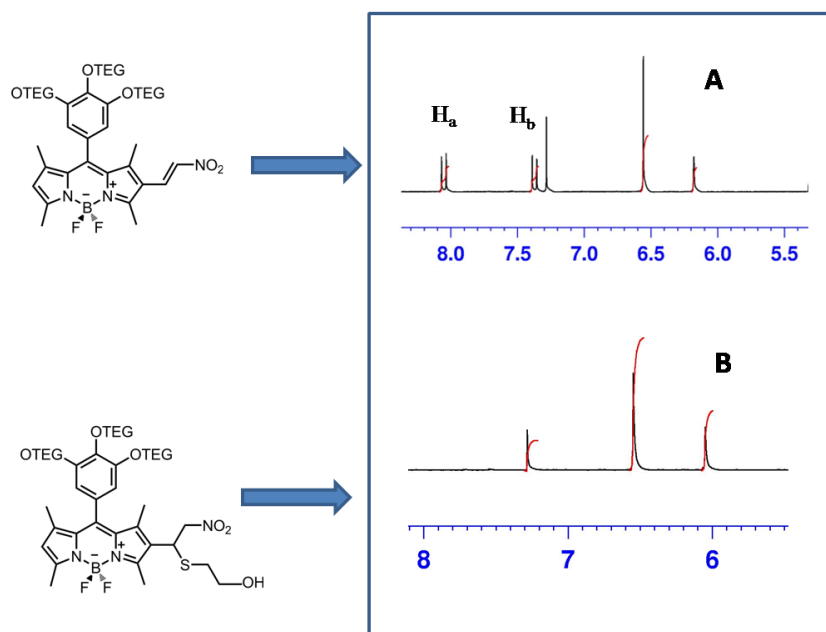 OTEG
OTEG OTEG
NO₂
N − + N
B
F F
A
Hₐ H_b
8.0 7.5 7.0 6.5 6.0 5.5
OTEG
OTEG OTEG
NO₂
N − + N
B S
F F OH
B
8 7 6